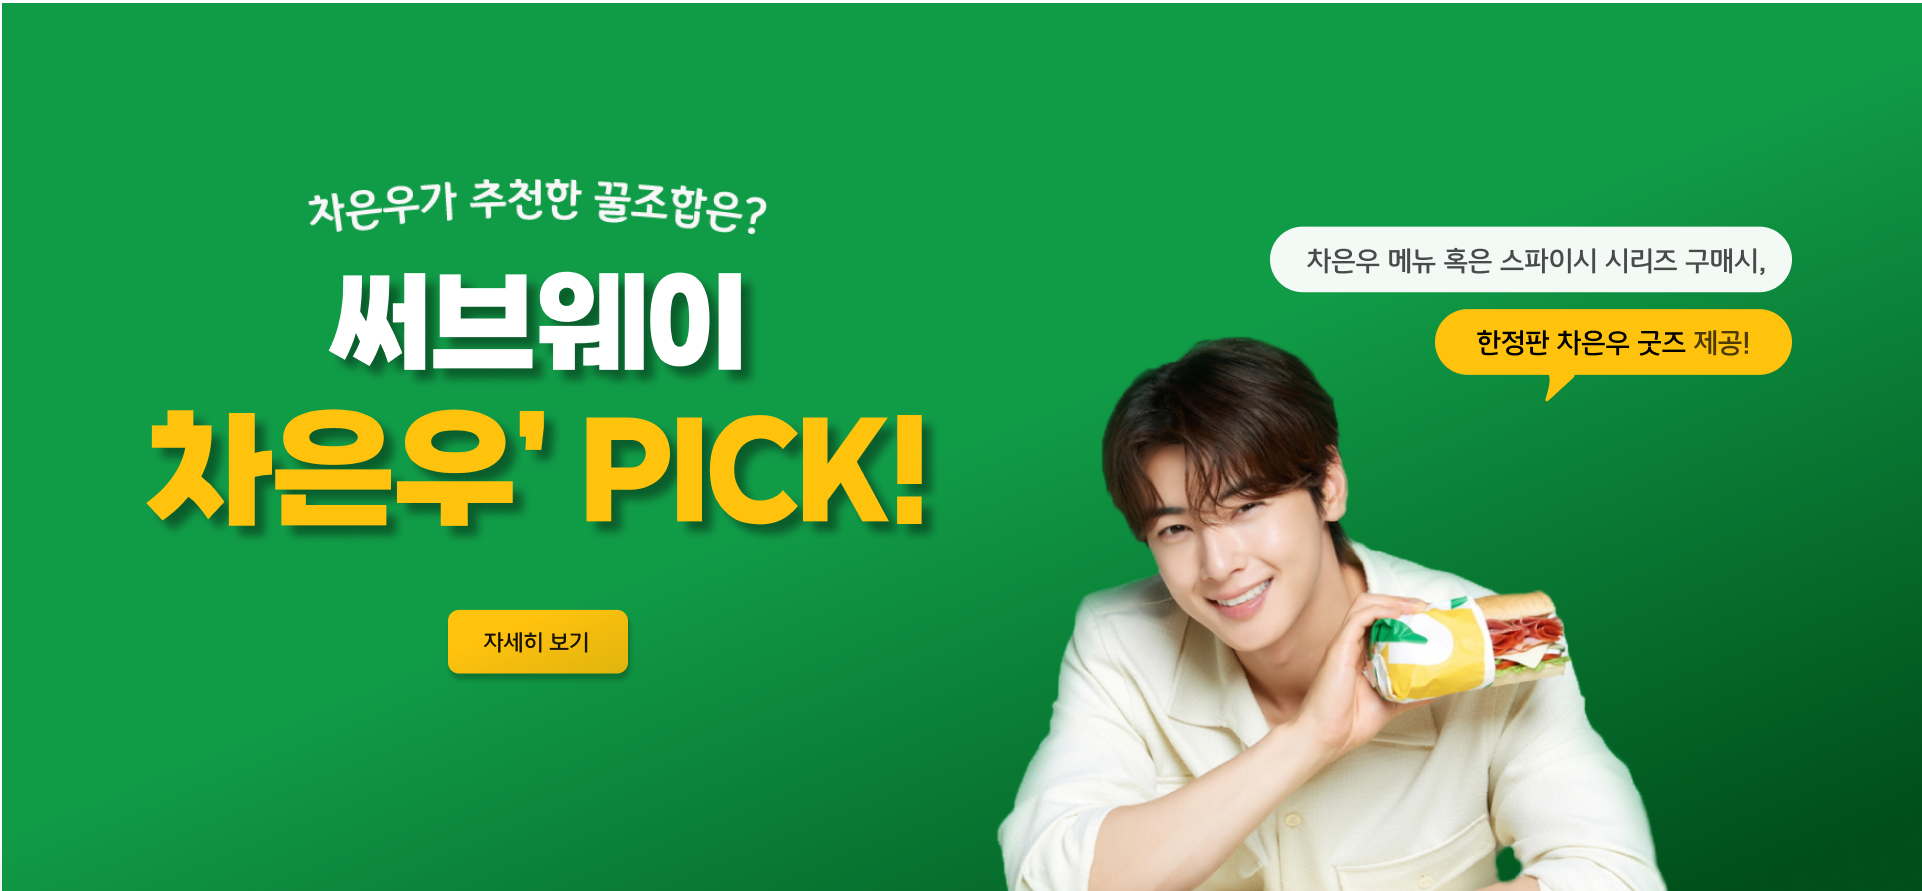 차은우가 추천한 꿀조합은?
써브웨이
차은우’ PICK!
자세히 보기
차은우 메뉴 혹은 스파이시 시리즈 구매시,
한정판 차은우 굿즈 제공!